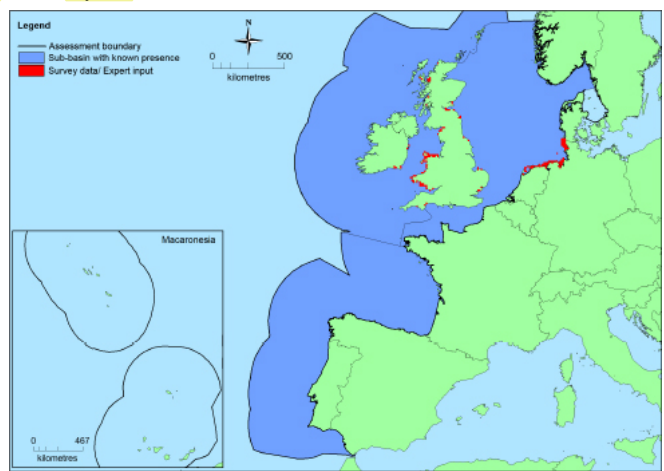 Legend
Assessment boundary
Sub-basin with known presence
Survey data/ Expert input
N
0 500
kilometres
Macaronesia
0 467
kilometres